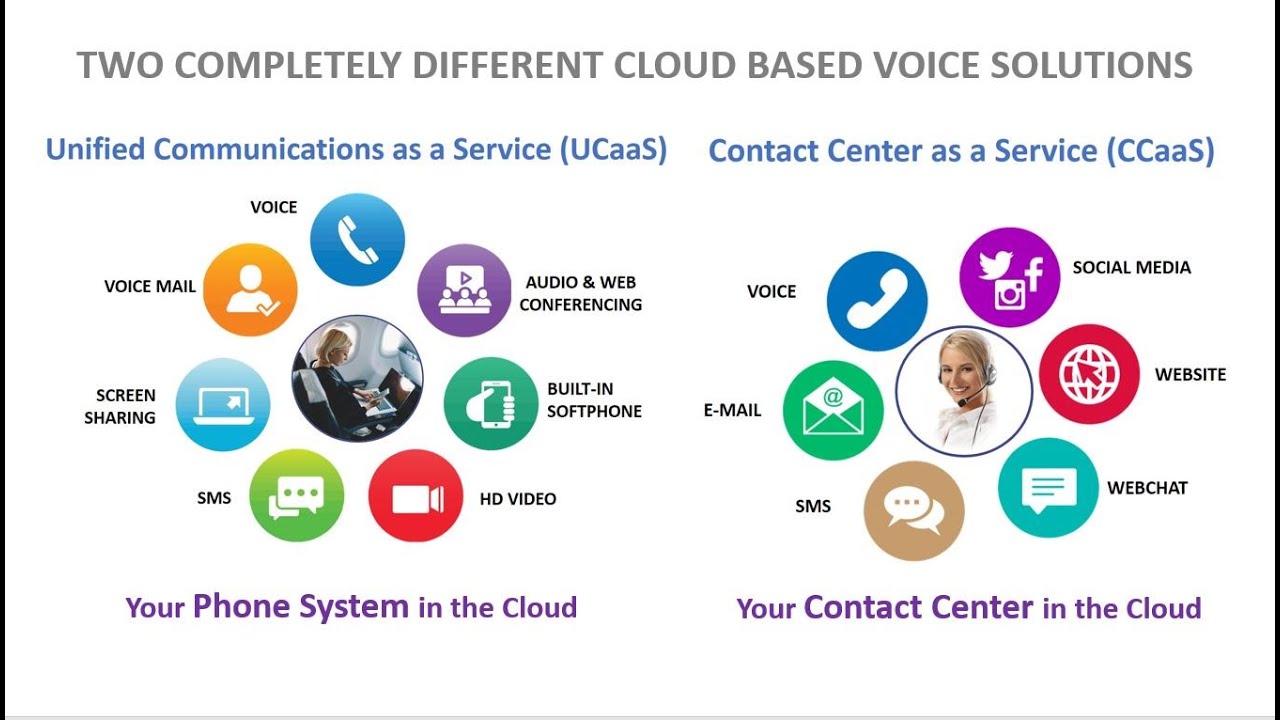 TWO COMPLETELY DIFFERENT CLOUD BASED VOICE SOLUTIONS
Unified Communications as a Service (UCaaS)
VOICE
VOICE MAIL
AUDIO & WEB
CONFERENCING
SCREEN
SHARING
BUILT-IN
SOFTPHONE
SMS
HD VIDEO
Your Phone System in the Cloud
Contact Center as a Service (CCaaS)
SOCIAL MEDIA
VOICE
WEBSITE
E-MAIL
@
WEBCHAT
SMS
Your Contact Center in the Cloud